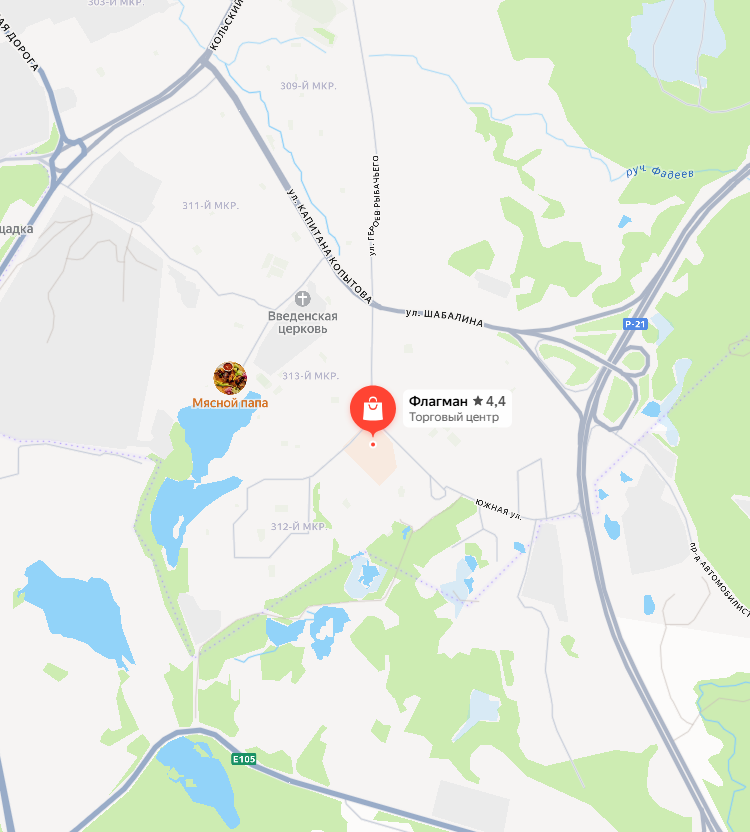 303-Й МКР.
КОЛЬСКИЙ
АЯ ДОРОГА
309-Й МКР.
руч. Фадеев
ул. ГЕРОЕВ РЫБАЧЬЕГО
311-Й МКР.
ул. КАПИТАНА КОПЫТОВА
щадка
Введенская
церковь
ул. ШАБАЛИНА
Р-21
313-Й МКР.
Мясной папа
Флагман ★ 4,4
Торговый центр
ЮЖНАЯ ул.
312-Й МКР.
пр-д АВТОМОБИЛИСТ
E105